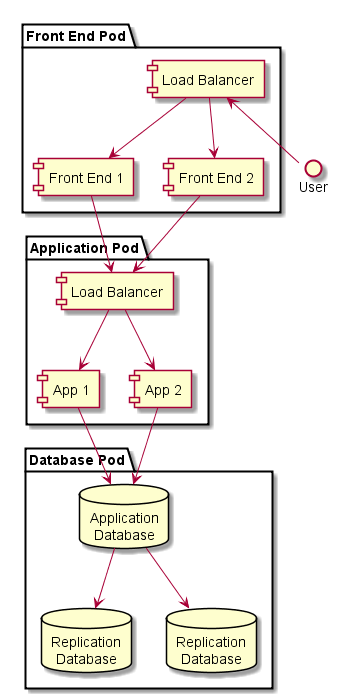 Front End Pod
Load Balancer
Front End 1
Front End 2
User
Application Pod
Load Balancer
App 1
App 2
Database Pod
Application
Database
Replication
Database
Replication
Database